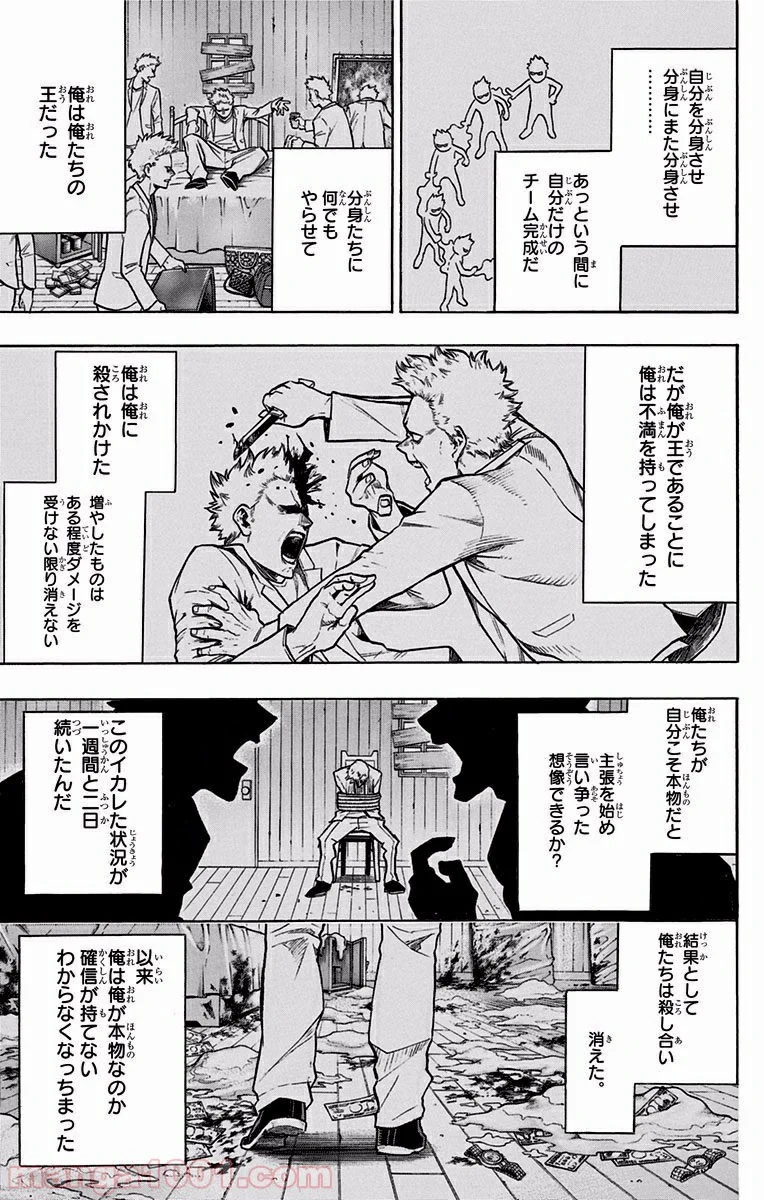 自分を分身させ
分身にまた分身させ
…………
あっという間に
自分だけの
チーム完成だ
分身たちに
何でも
やらせて
俺は俺たちの
王だった
だが俺が王であることに
俺は不満を持ってしまった
俺は俺に
殺されかけた
増やしたものは
ある程度ダメージを
受けない限り消えない
俺たちが
自分こそ本物だと
主張を始め
言い争った
想像できるか?
このイカレた状況が
一週間と二日
続いたんだ
結果として
俺たちは殺し合い
消えた。
以来
俺は俺が本物なのか
確信が持てない
わからなくなっちまった